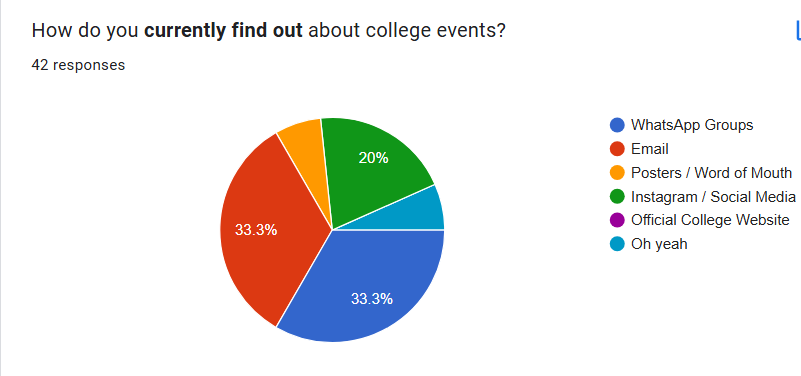 How do you currently find out about college events?
42 responses
20%
33.3%
33.3%
WhatsApp Groups
Email
Posters / Word of Mouth
Instagram / Social Media
Official College Website
Oh yeah